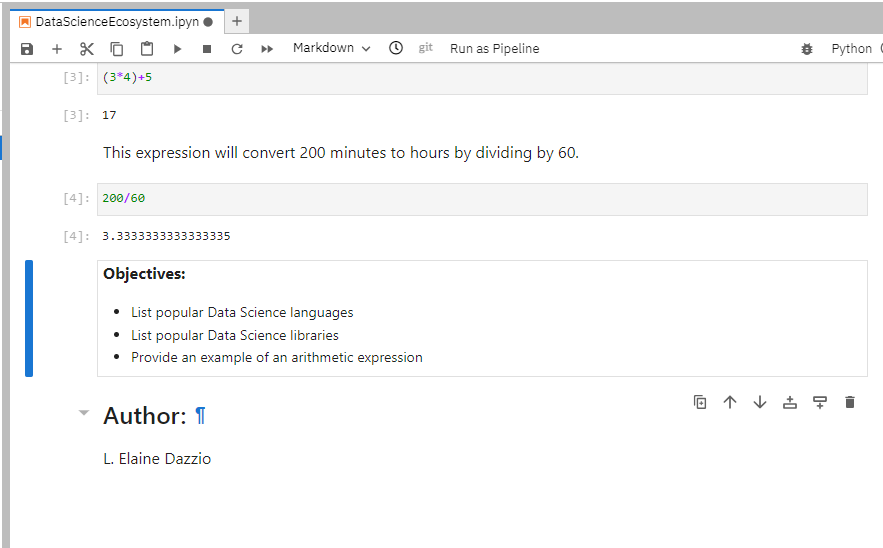 DataScienceEcosystem.ipyn
Markdown git Run as Pipeline Python
[3]: (3*4)+5
[3]: 17
This expression will convert 200 minutes to hours by dividing by 60.
[4]: 200/60
[4]: 3.3333333333333335
Objectives:
• List popular Data Science languages
• List popular Data Science libraries
• Provide an example of an arithmetic expression
Author: ¶
L. Elaine Dazzio